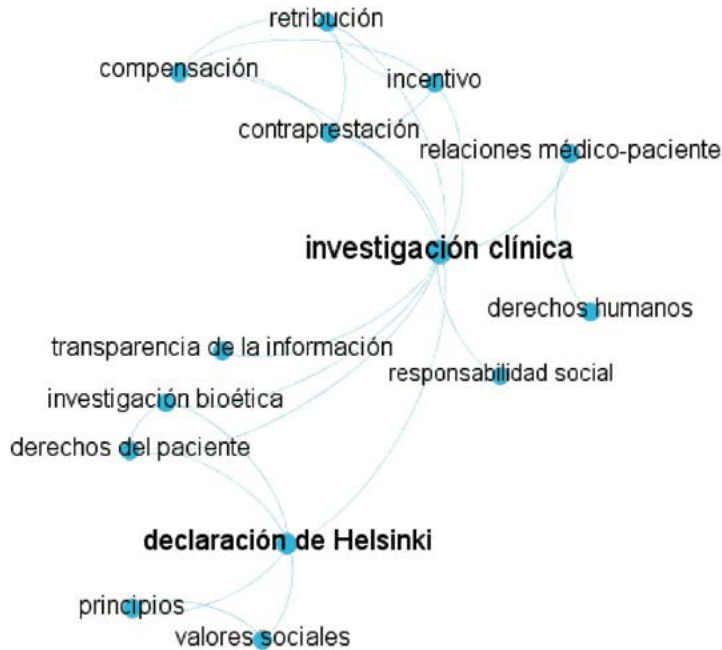 retribución
compensación
incentivo
contraprestación
relaciones médico-paciente
investigación clínica
derechos humanos
transparencia de la información
responsabilidad social
investigación bioética
derechos del paciente
declaración de Helsinki
principios
valores sociales